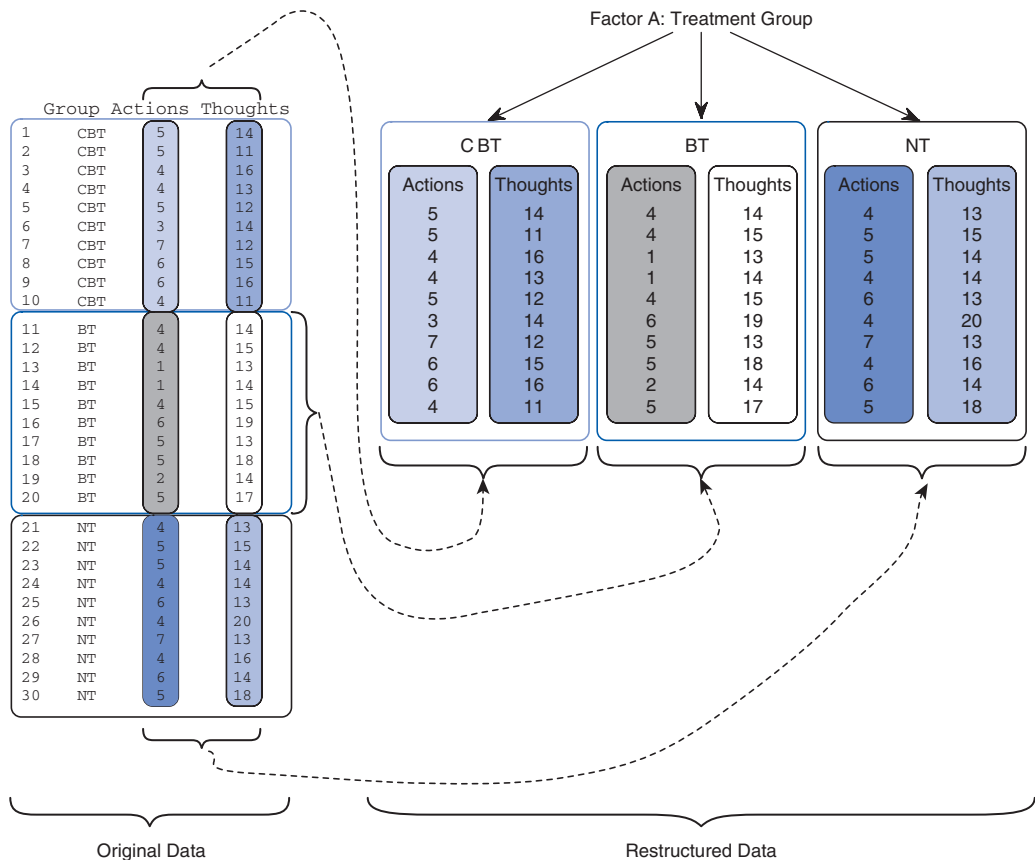 Factor A: Treatment Group
Group Actions Thoughts
1 CBT 5 14
2 CBT 5 11
3 CBT 4 16
4 CBT 4 13
5 CBT 5 12
6 CBT 3 14
7 CBT 7 12
8 CBT 6 15
9 CBT 6 16
10 CBT 4 11
11 BT 4 14
12 BT 4 15
13 BT 1 13
14 BT 1 14
15 BT 4 15
16 BT 6 19
17 BT 5 13
18 BT 5 18
19 BT 2 14
20 BT 5 17
21 NT 4 13
22 NT 5 15
23 NT 5 14
24 NT 4 14
25 NT 6 13
26 NT 4 20
27 NT 7 13
28 NT 4 16
29 NT 6 14
30 NT 5 18
Original Data
C BT BT NT
Actions Thoughts Actions Thoughts Actions Thoughts
5 14 4 14 4 13
5 11 4 15 5 15
4 16 1 13 5 14
4 13 1 14 4 14
5 12 4 15 6 13
3 14 6 19 4 20
7 12 5 13 7 13
6 15 5 18 4 16
6 16 2 14 6 14
4 11 5 17 5 18
Restructured Data